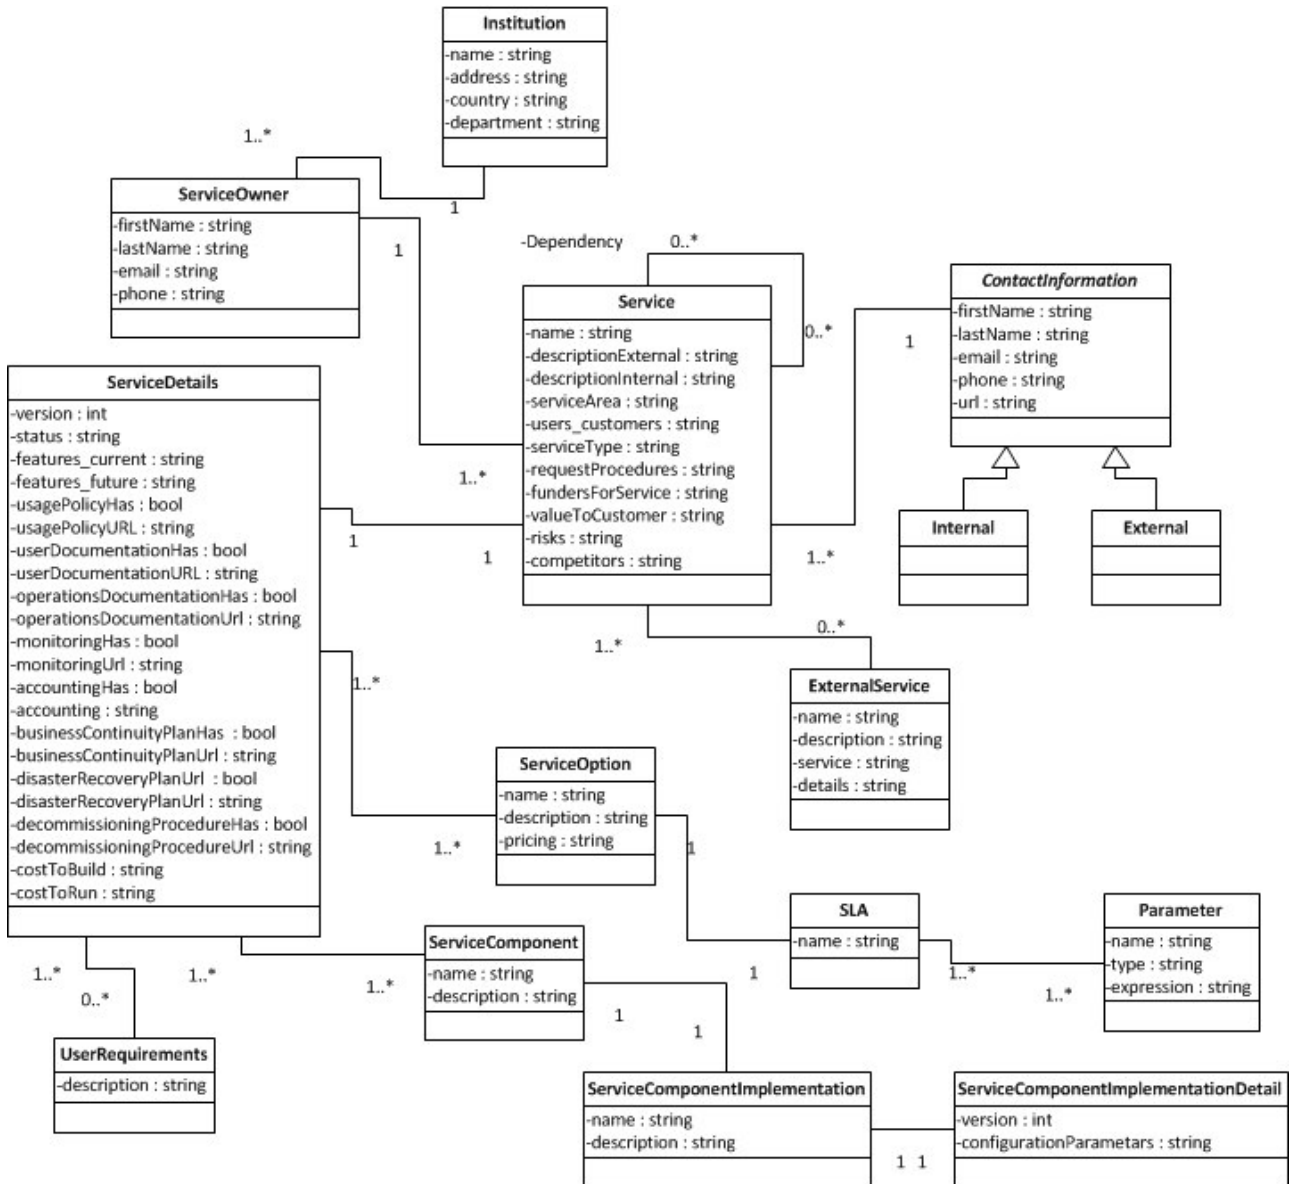 Institution
-name : string
-address : string
-country : string
-department : string
1..*
1
ServiceOwner
-firstName : string
-lastName : string
-email : string
-phone : string
1
-Dependency
0..*
0..*
Service
-name : string
-descriptionExternal : string
-descriptionInternal : string
-serviceArea : string
-users_customers : string
-serviceType : string
-requestProcedures : string
-fundersForService : string
-valueToCustomer : string
-risks : string
-competitors : string
1..*
1
1
1..*
1
ContactInformation
-firstName : string
-lastName : string
-email : string
-phone : string
-url : string
Internal
External
ServiceDetails
-version : int
-status : string
-features_current : string
-features_future : string
-usagePolicyHas : bool
-usagePolicyURL : string
-userDocumentationHas : bool
-userDocumentationURL : string
-operationsDocumentationHas : bool
-operationsDocumentationUrl : string
-monitoringHas : bool
-monitoringUrl : string
-accountingHas : bool
-accounting : string
-businessContinuityPlanHas : bool
-businessContinuityPlanUrl : string
-disasterRecoveryPlanUrl : bool
-disasterRecoveryPlanUrl : string
-decommissioningProcedureHas : bool
-decommissioningProcedureUrl : string
-costToBuild : string
-costToRun : string
1..*
0..*
ExternalService
-name : string
-description : string
-service : string
-details : string
1..*
1..*
ServiceOption
-name : string
-description : string
-pricing : string
1
1
SLA
-name : string
1..*
1..*
Parameter
-name : string
-type : string
-expression : string
1..*
0..*
UserRequirements
-description : string
1..*
1..*
ServiceComponent
-name : string
-description : string
1
1
ServiceComponentImplementation
-name : string
-description : string
1 1
ServiceComponentImplementationDetail
-version : int
-configurationParametars : string